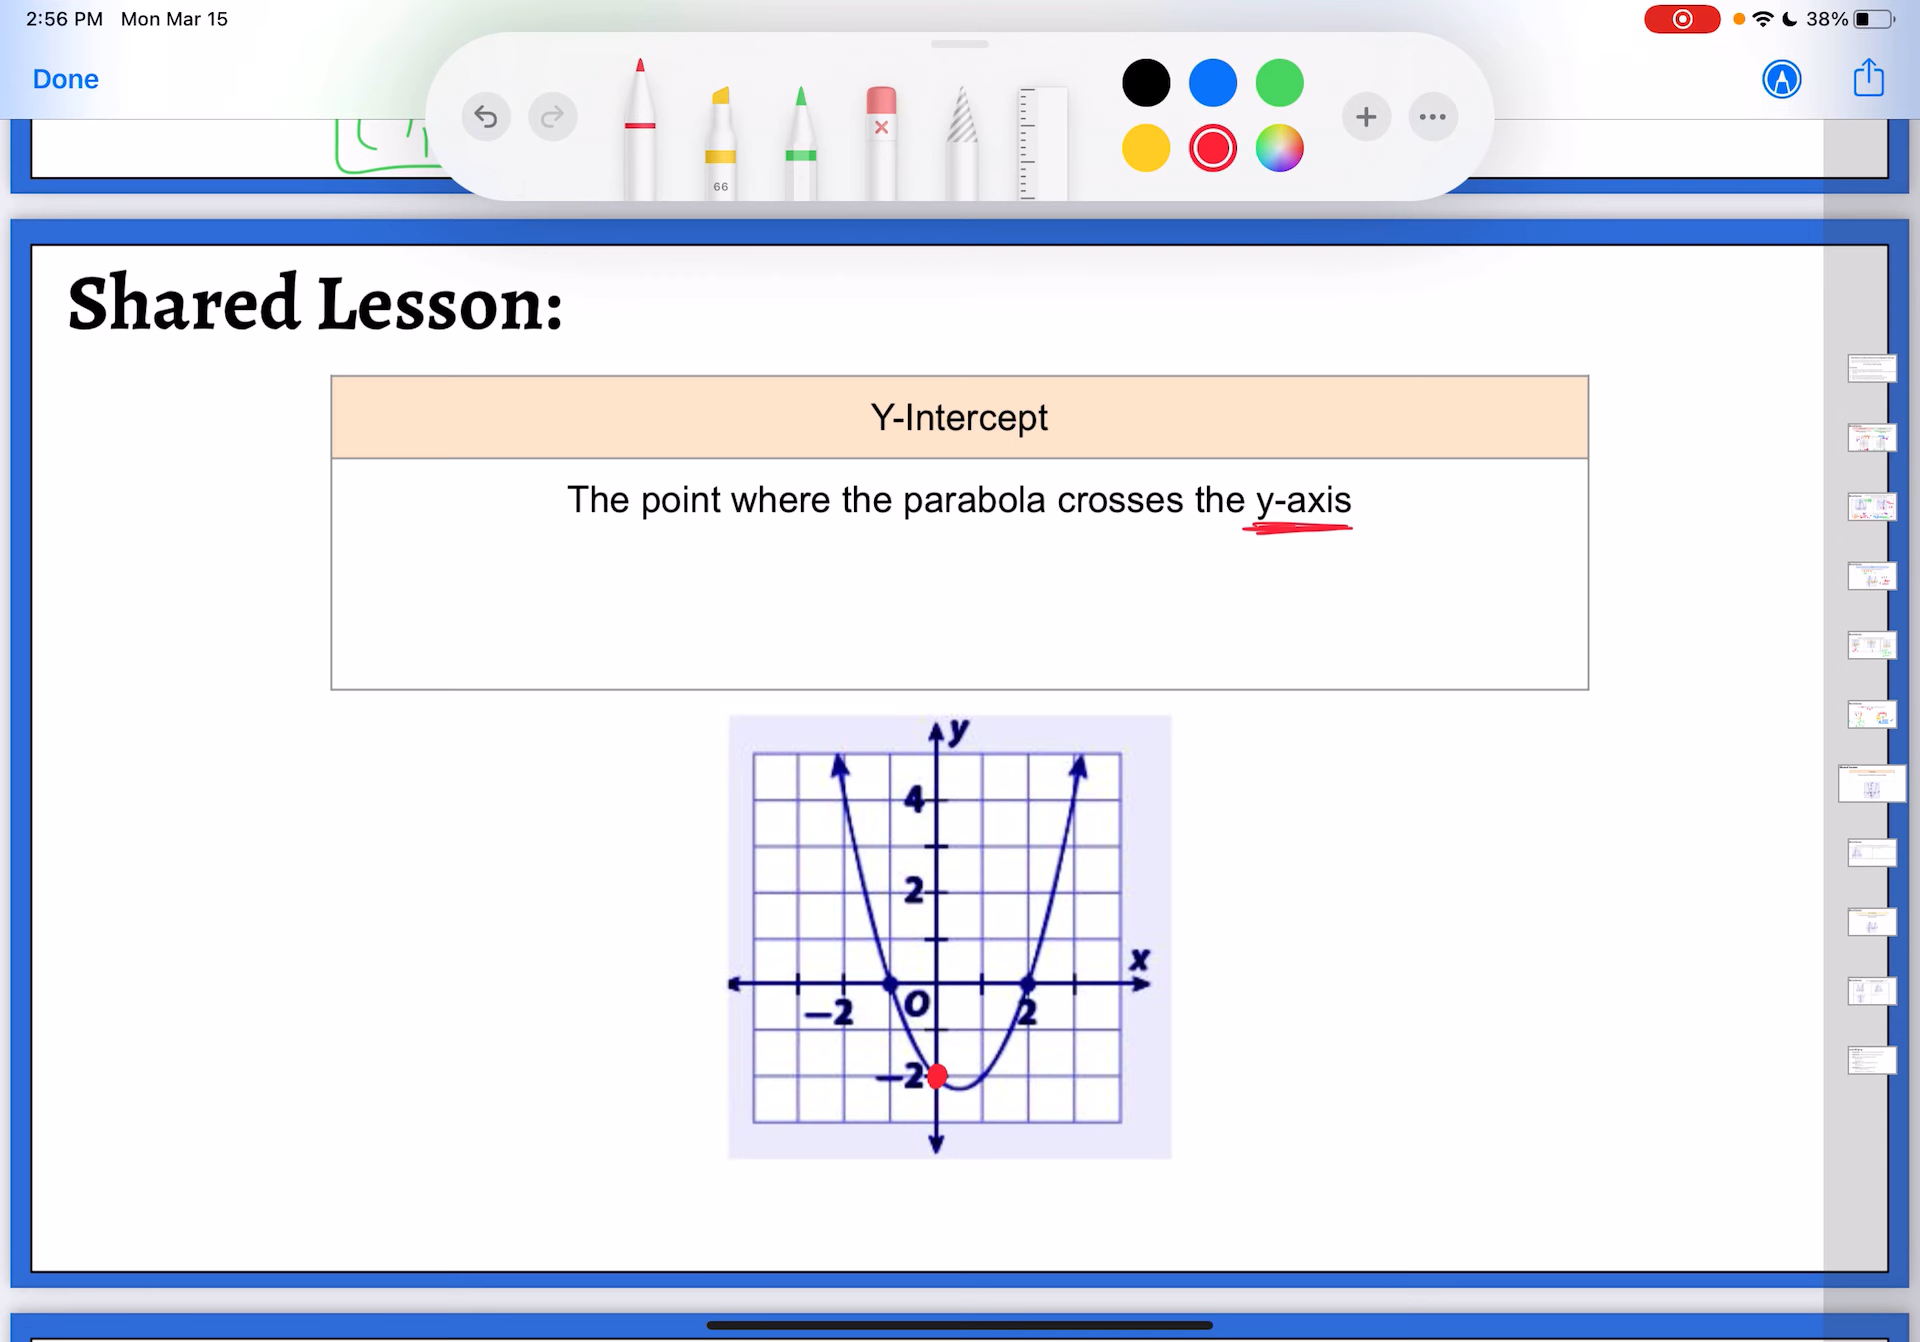 2:56 PM Mon Mar 15
38%
Done
66
Shared Lesson:
Y-Intercept
The point where the parabola crosses the y-axis
y
4
2
x
-2 O 2
-2